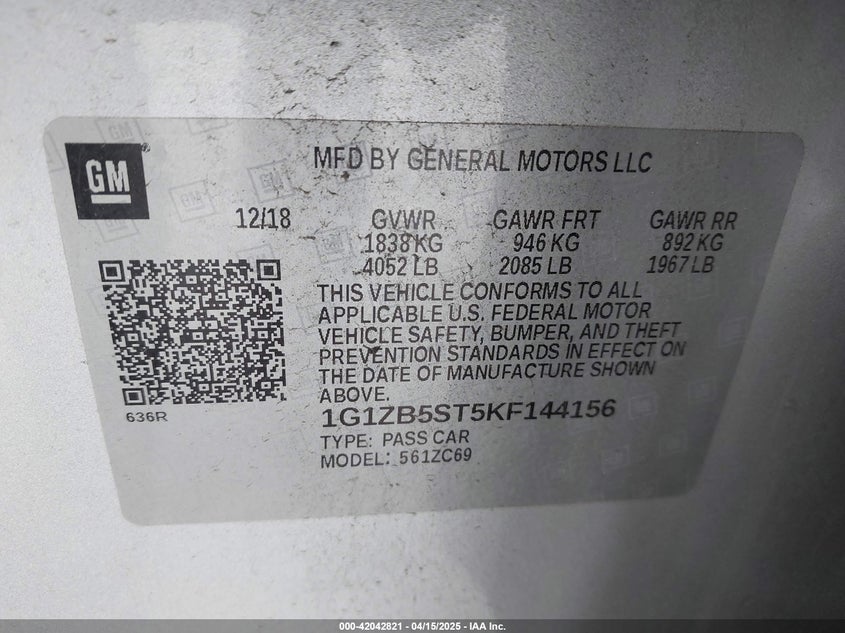 GM
MFD BY GENERAL MOTORS LLC
12/18 GVWR GAWR FRT GAWR RR
1838 KG 946 KG 892 KG
4052 LB 2085 LB 1967 LB
THIS VEHICLE CONFORMS TO ALL
APPLICABLE U.S. FEDERAL MOTOR
VEHICLE SAFETY, BUMPER, AND THEFT
PREVENTION STANDARDS IN EFFECT ON
THE DATE OF MANUFACTURE SHOWN
ABOVE.
636R
1G1ZB5ST5KF144156
TYPE: PASS CAR
MODEL: 561ZC69
000-42042821 - 04/15/2025 - IAA Inc.